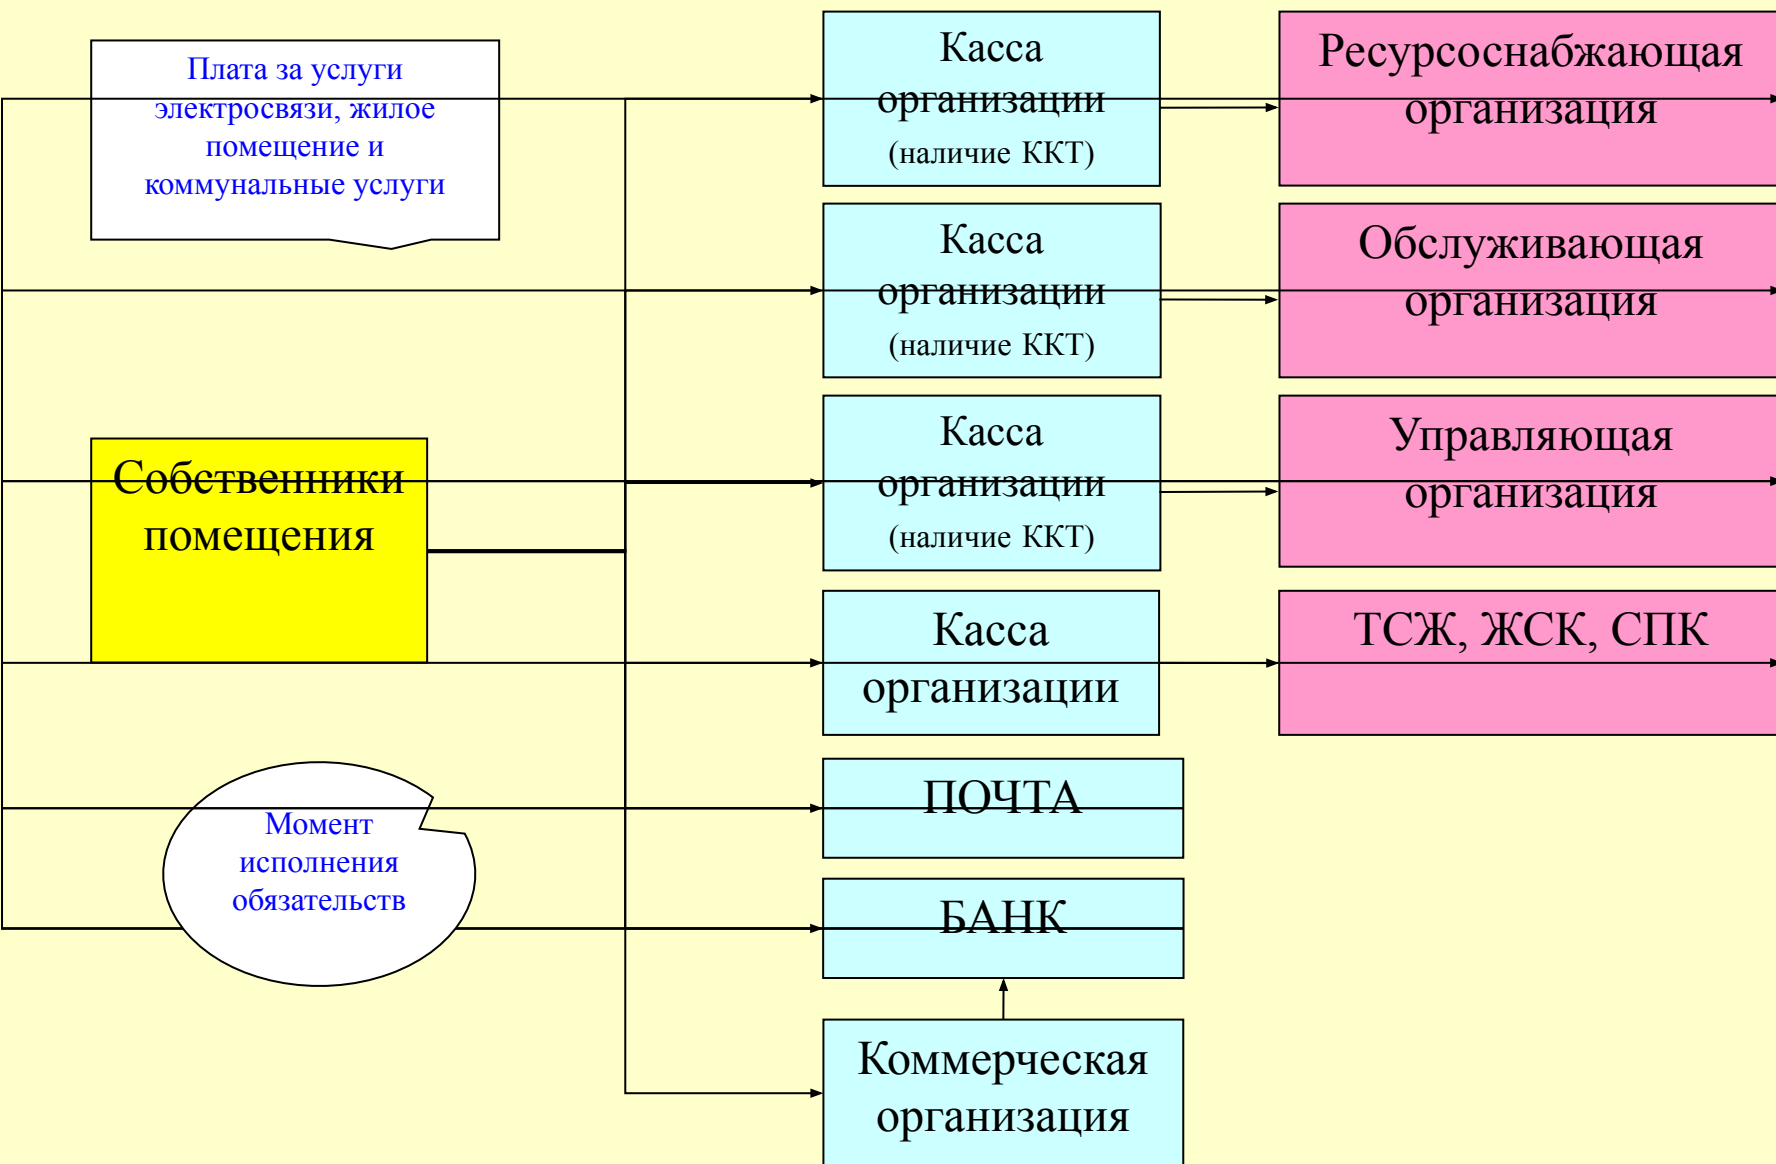 Плата за услуги
электросвязи, жилое
помещение и
коммунальные услуги
Касса
организации
(наличие ККТ)
Ресурсоснабжающая
организация
Касса
организации
(наличие ККТ)
Обслуживающая
организация
Собственники
помещения
Касса
организации
(наличие ККТ)
Управляющая
организация
Касса
организации
ТСЖ, ЖСК, СПК
Момент
исполнения
обязательств
ПОЧТА
БАНК
Коммерческая
организация